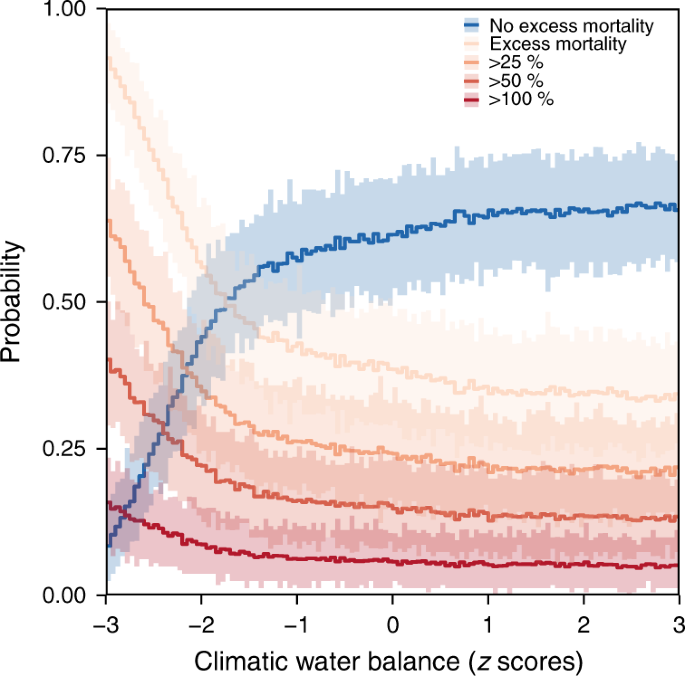 1.00
0.75
0.50
0.25
0.00
Probability
No excess mortality
Excess mortality
>25 %
>50 %
>100 %
−3 −2 −1 0 1 2 3
Climatic water balance (z scores)